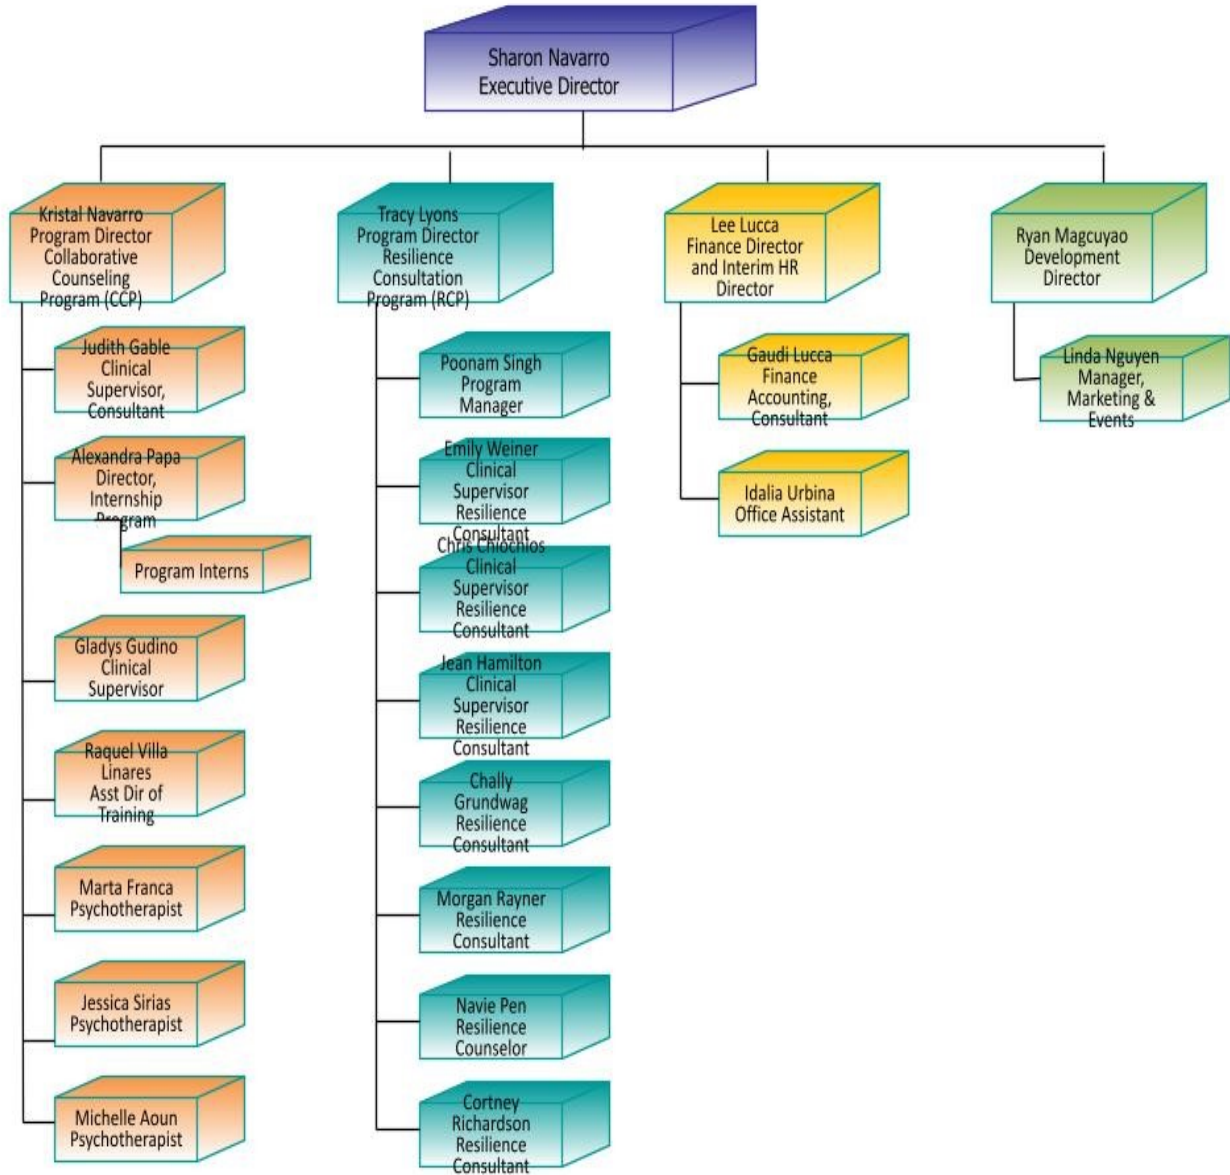 Sharon Navarro
Executive Director
Kristal Navarro
Program Director
Collaborative
Counseling
Program (CCP)
Judith Gable
Clinical
Supervisor,
Consultant
Alexandra Papa
Director,
Internship
Program
Program Interns
Gladys Gudino
Clinical
Supervisor
Raquel Villa
Linares
Asst Dir of
Training
Marta Franca
Psychotherapist
Jessica Sirias
Psychotherapist
Michelle Aoun
Psychotherapist
Tracy Lyons
Program Director
Resilience
Consultation
Program (RCP)
Poonam Singh
Program
Manager
Emily Weiner
Clinical
Supervisor
Resilience
Consultant
Chris Chiochios
Clinical
Supervisor
Resilience
Consultant
Jean Hamilton
Clinical
Supervisor
Resilience
Consultant
Chally
Grundwag
Resilience
Consultant
Morgan Rayner
Resilience
Consultant
Navie Pen
Resilience
Counselor
Cortney
Richardson
Resilience
Consultant
Lee Lucca
Finance Director
and Interim HR
Director
Gaudi Lucca
Finance
Accounting,
Consultant
Idalia Urbina
Office Assistant
Ryan Magcuyao
Development
Director
Linda Nguyen
Manager,
Marketing &
Events